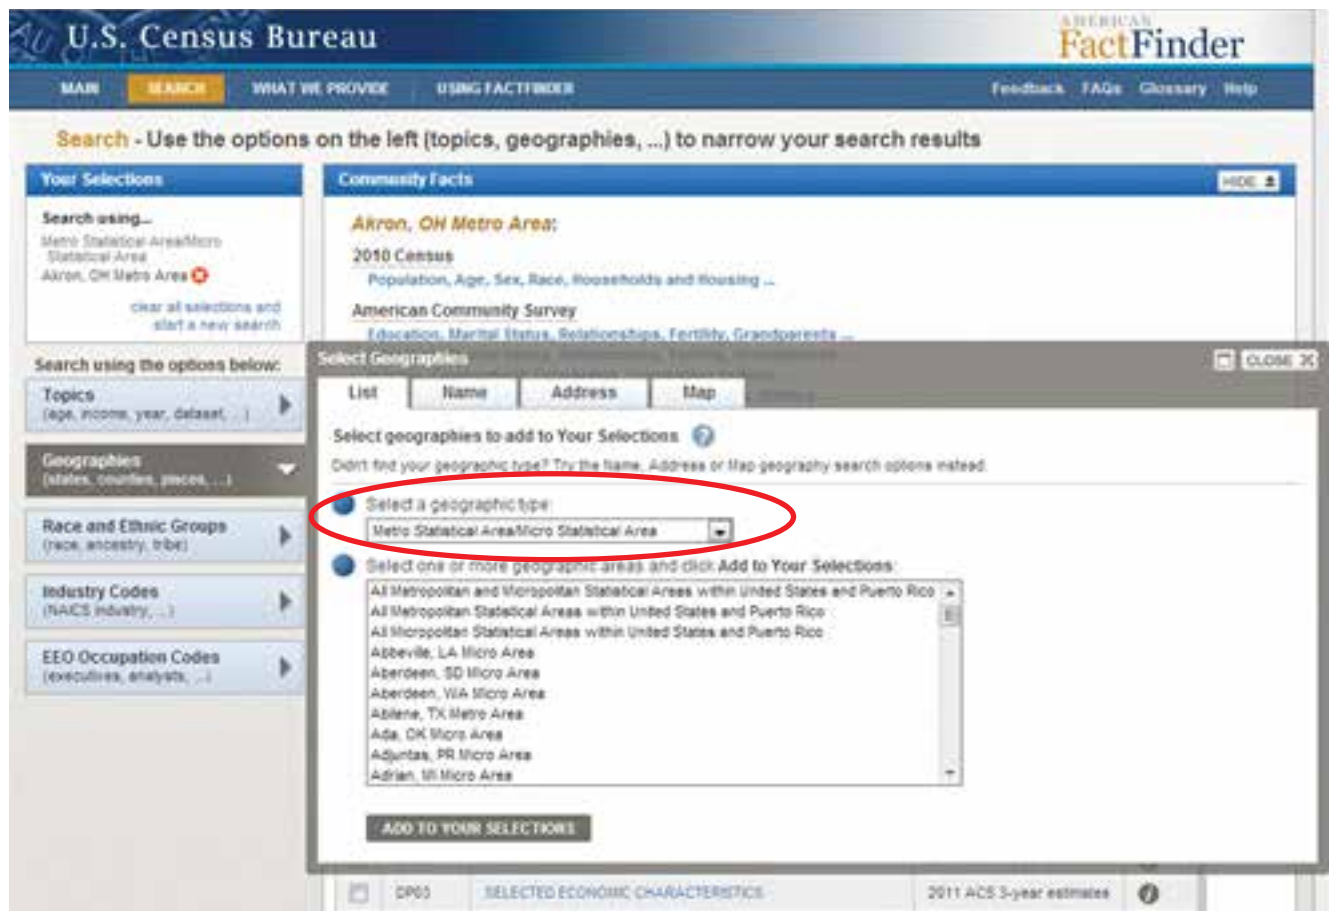 U.S. Census Bureau
AMERICAN
FactFinder
MAIN SEARCH WHAT WE PROVIDE USING FACTFINDER Feedback FAQs Glossary Help
Search - Use the options on the left (topics, geographies, ...) to narrow your search results
Your Selections
Search using...
Metro Statistical Area/Micro
Statistical Area
Akron, OH Metro Area
clear all selections and
start a new search
Search using the options below:
Topics
(age, income, year, dataset, ...)
Geographies
(states, counties, places, ...)
Race and Ethnic Groups
(race, ancestry, tribe)
Industry Codes
(NAICS industry, ...)
EEO Occupation Codes
(executives, analysts, ...)
Community Facts HIDE
Akron, OH Metro Area:
2010 Census
Population, Age, Sex, Race, Households and Housing ...
American Community Survey
Education, Marital Status, Relationships, Fertility, Grandparents ...
Select Geographies CLOSE X
List Name Address Map
Select geographies to add to Your Selections ?
Didn't find your geographic type? Try the Name, Address or Map geography search options instead.
Select a geographic type:
Metro Statistical Area/Micro Statistical Area
Select one or more geographic areas and click Add to Your Selections:
All Metropolitan and Micropolitan Statistical Areas within United States and Puerto Rico
All Metropolitan Statistical Areas within United States and Puerto Rico
All Micropolitan Statistical Areas within United States and Puerto Rico
Abbeville, LA Micro Area
Aberdeen, SD Micro Area
Aberdeen, WA Micro Area
Abilene, TX Metro Area
Ada, OK Micro Area
Adjuntas, PR Micro Area
Adrian, MI Micro Area
ADD TO YOUR SELECTIONS
DP03 SELECTED ECONOMIC CHARACTERISTICS 2011 ACS 3-year estimates